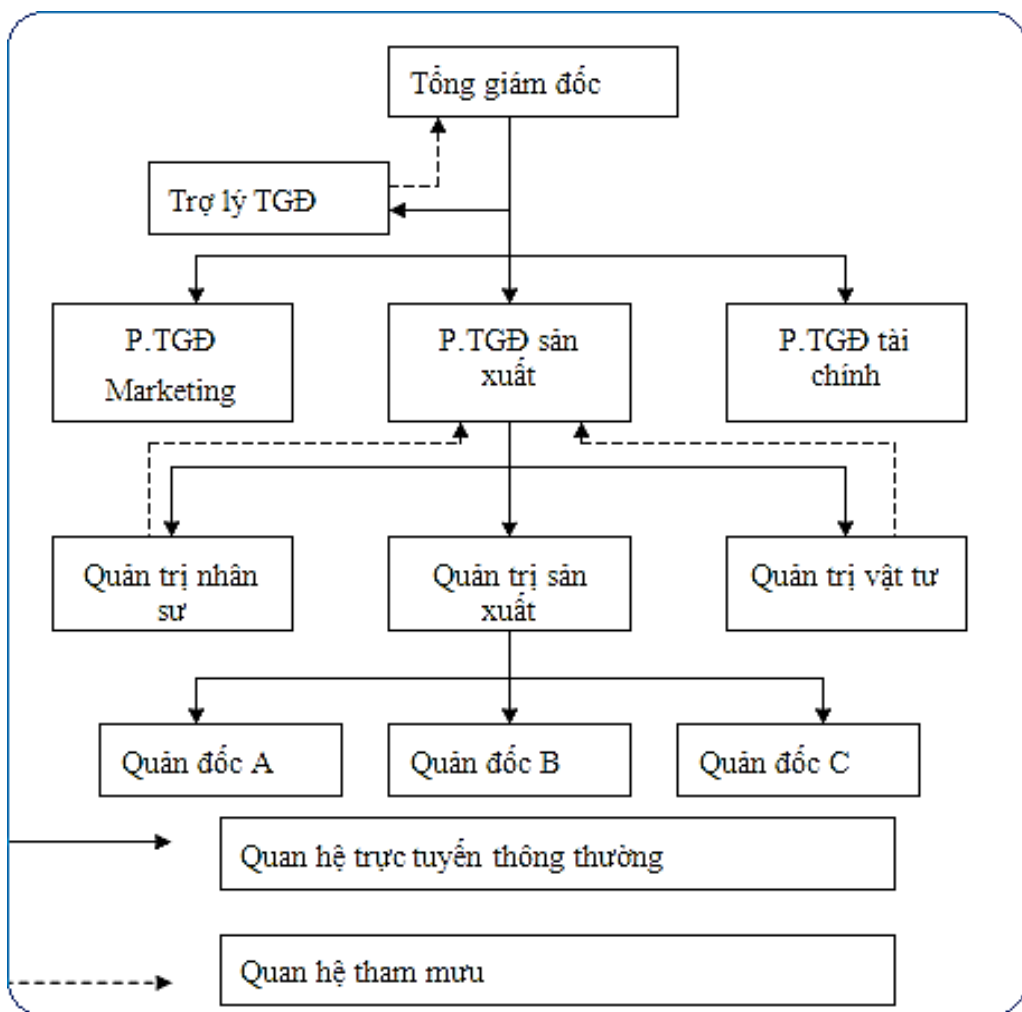 Tổng giám đốc
Trợ lý TGĐ
P.TGĐ
Marketing
P.TGĐ sản
xuất
P.TGĐ tài
chính
Quản trị nhân
sư
Quản trị sản
xuất
Quản trị vật tư
Quản đốc A
Quản đốc B
Quản đốc C
Quan hệ trực tuyến thông thường
Quan hệ tham mưu